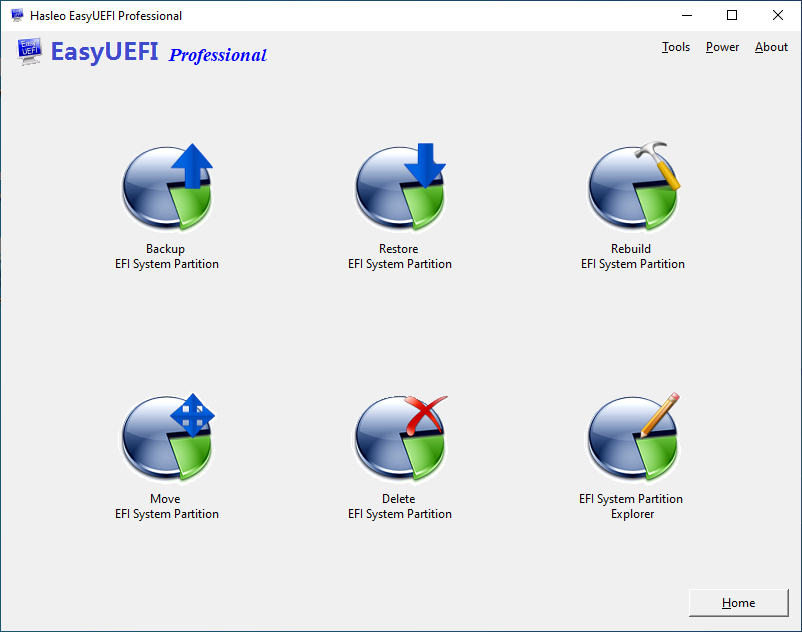 Hasleo EasyUEFI Professional
Easy UEFI
EasyUEFI Professional
Tools Power About
Backup
EFI System Partition
Restore
EFI System Partition
Rebuild
EFI System Partition
Move
EFI System Partition
Delete
EFI System Partition
EFI System Partition
Explorer
Home